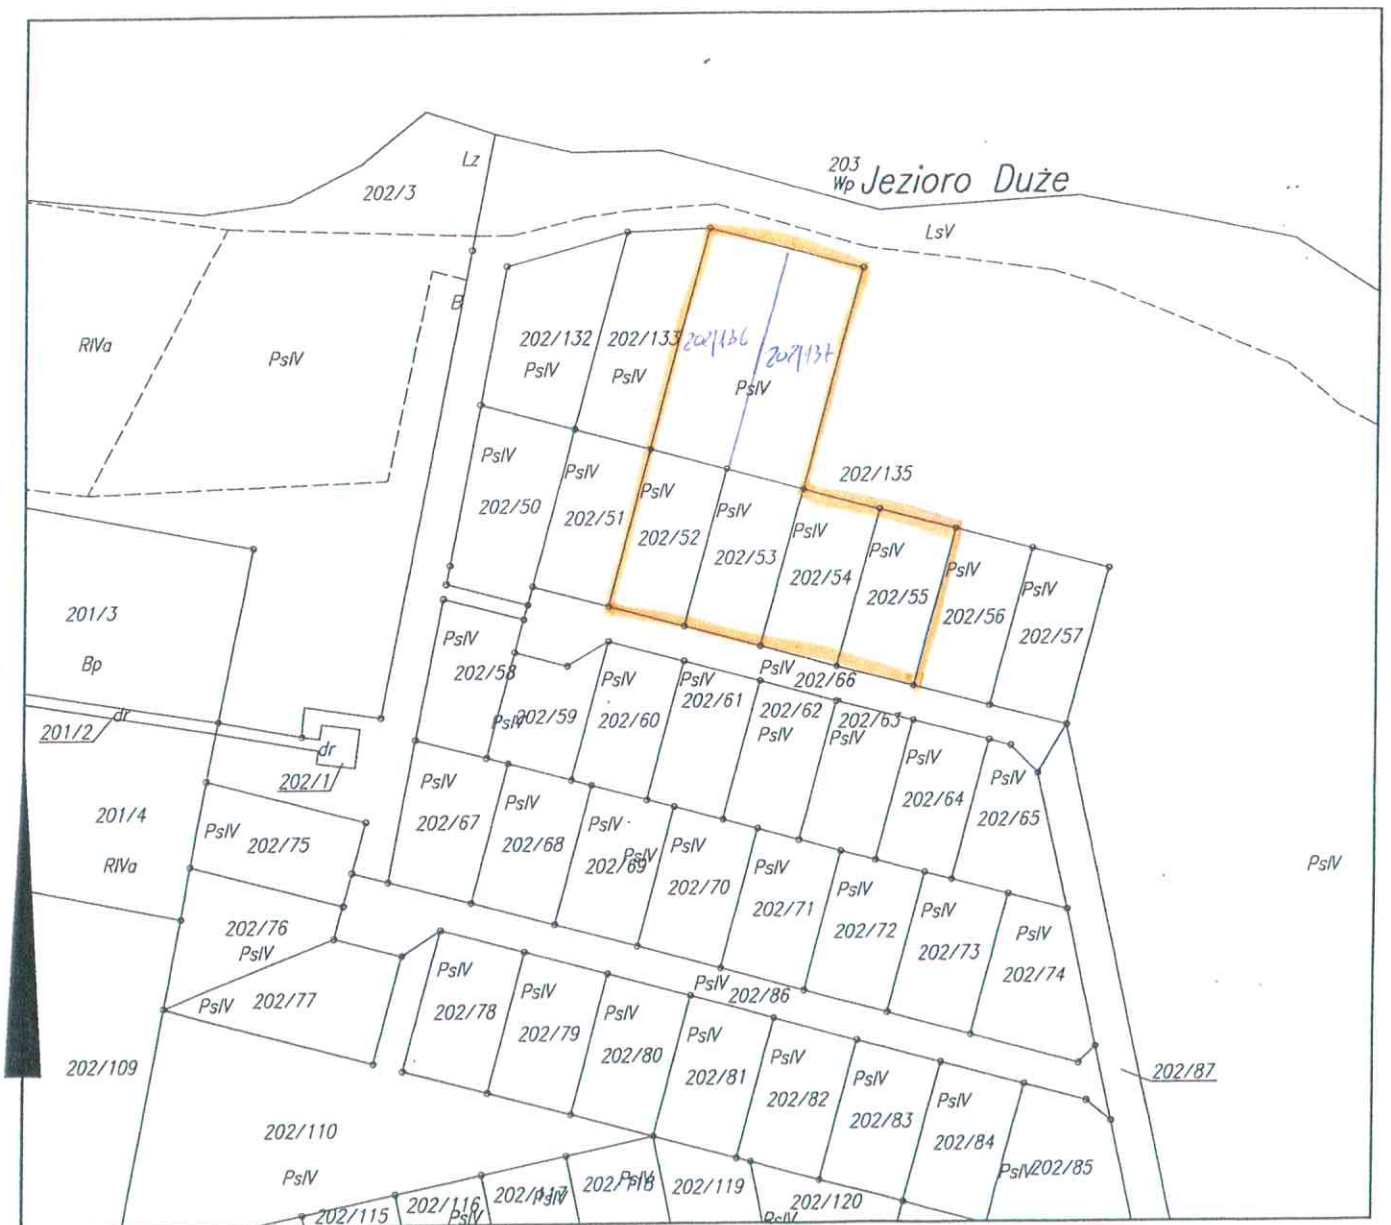 203
Wp Jezioro Duże
Lz
202/3
LsV
B
RIVa
PsIV
202/132
PsIV
202/133
PsIV
202/136
202/137
PsIV
202/135
PsIV
202/50
PsIV
202/51
PsIV
202/52
PsIV
202/53
PsIV
202/54
PsIV
202/55
PsIV
202/56
PsIV
202/57
201/3
Bp
PsIV
202/58
PsIV
202/59
PsIV
202/60
PsIV
202/61
PsIV
202/66
202/62
PsIV
202/63
PsIV
PsIV
202/64
PsIV
202/65
dr
201/2
dr
202/1
201/4
RIVa
PsIV
202/75
PsIV
202/67
PsIV
202/68
PsIV
202/69
PsIV
PsIV
202/70
PsIV
202/71
PsIV
202/72
PsIV
202/73
PsIV
202/74
PsIV
202/76
PsIV
PsIV
202/77
PsIV
202/78
PsIV
202/79
PsIV
202/80
PsIV
202/86
PsIV
202/81
PsIV
202/82
PsIV
202/83
PsIV
202/84
PsIV
202/85
202/87
202/109
202/110
PsIV
202/115
202/116
PsIV
202/117
PsIV
202/118
PsIV
202/119
202/120
PsIV